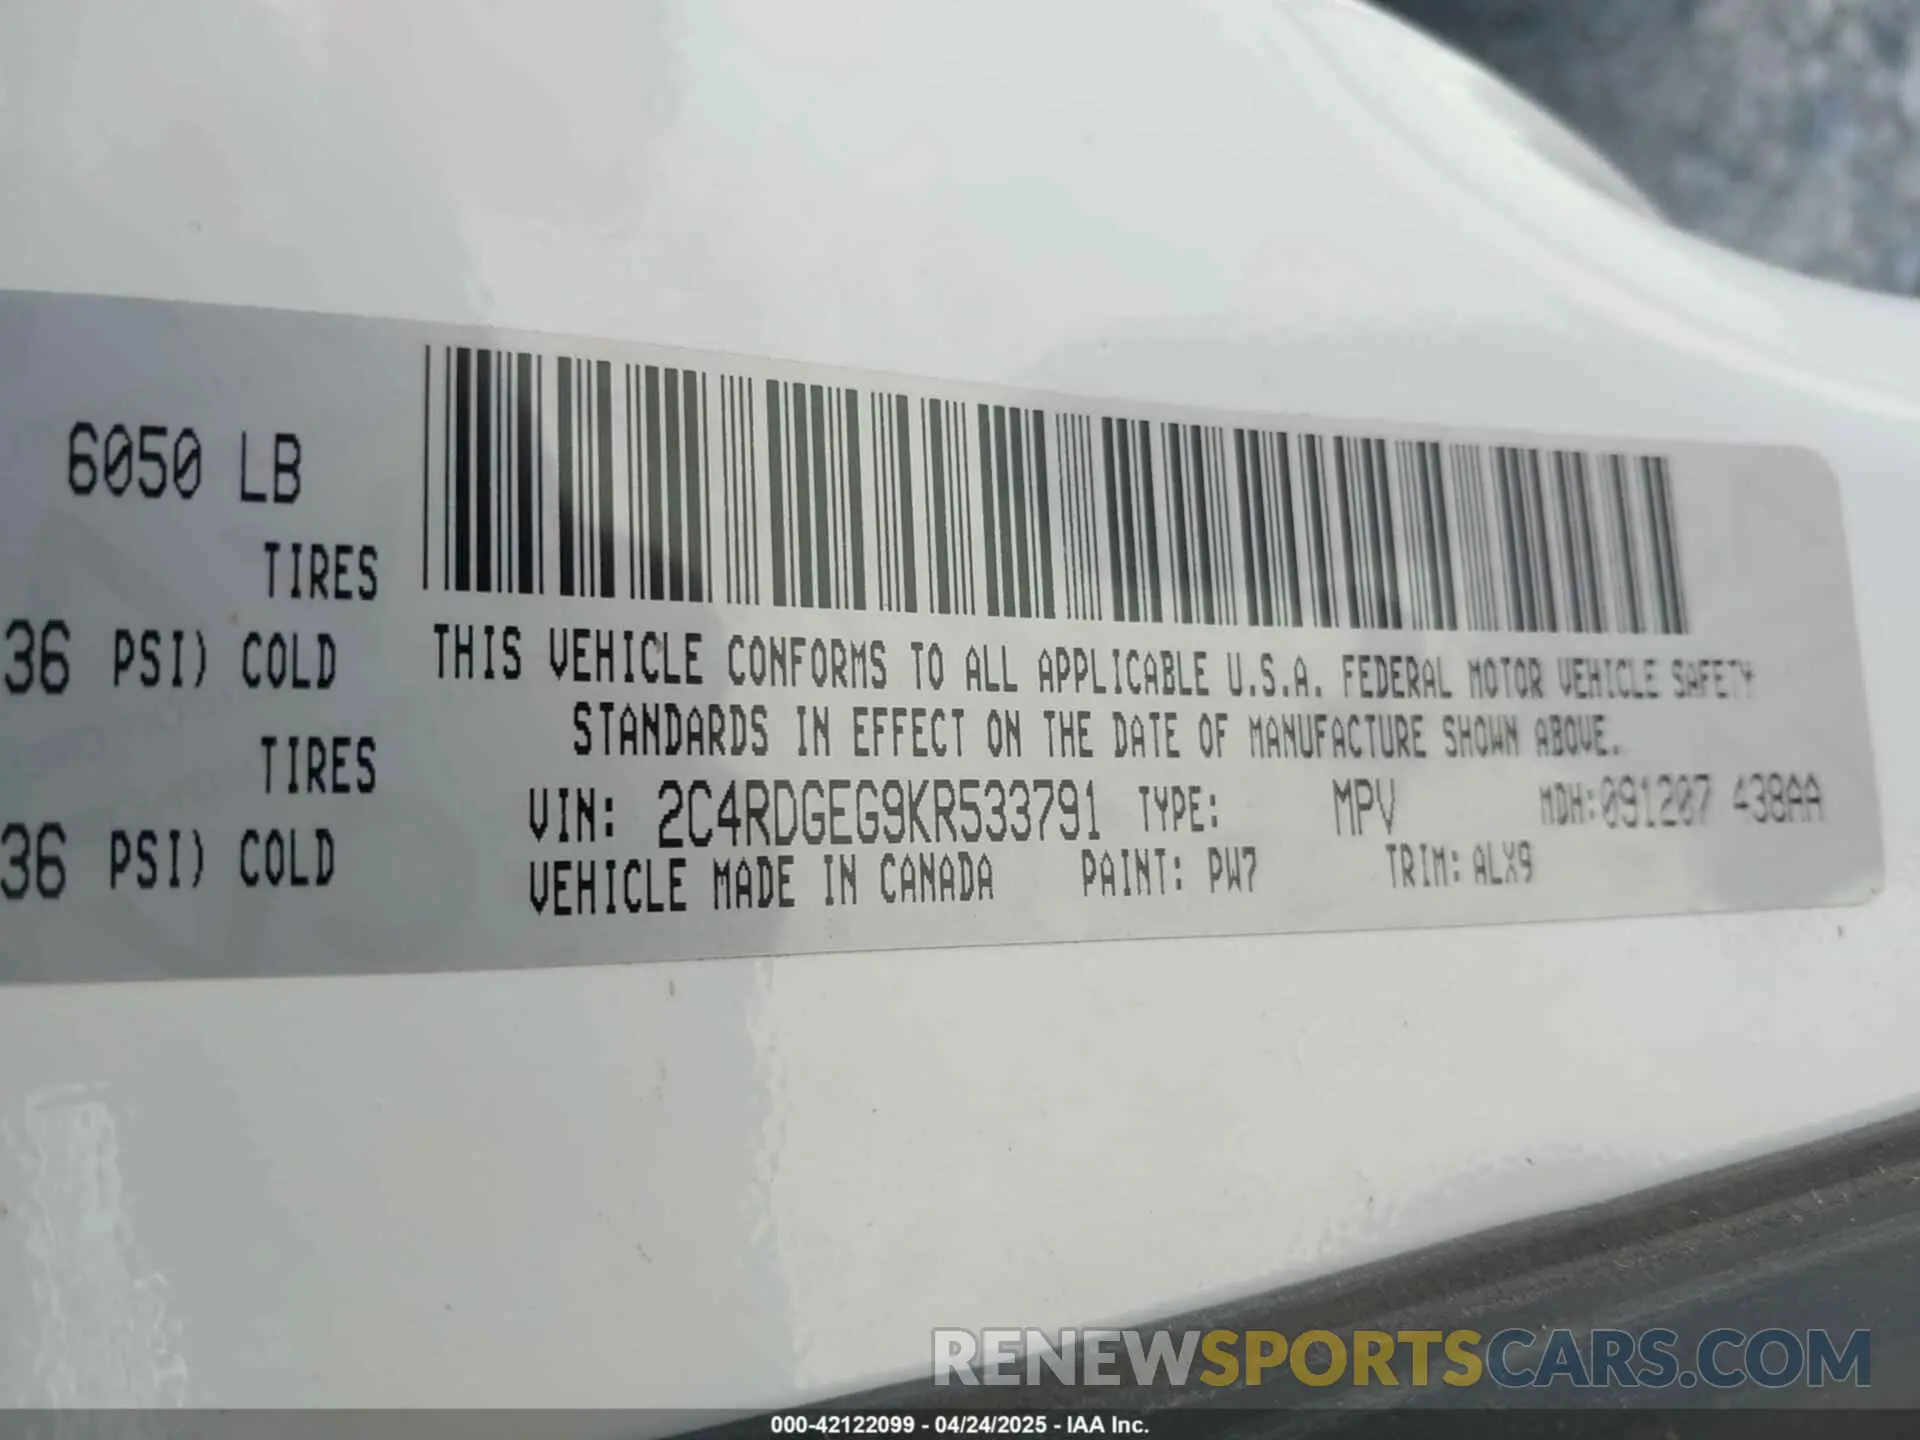 6050 LB
TIRES
36 PSI) COLD
TIRES
36 PSI) COLD
THIS VEHICLE CONFORMS TO ALL APPLICABLE U.S.A. FEDERAL MOTOR VEHICLE SAFETY
STANDARDS IN EFFECT ON THE DATE OF MANUFACTURE SHOWN ABOVE.
VIN: 2C4RDGEG9KR533791 TYPE: MPV MDH:091207 438AA
VEHICLE MADE IN CANADA PAINT: PW7 TRIM: ALX9
RENEWSPORTSCARS.COM
000-42122099 - 04/24/2025 - IAA Inc.